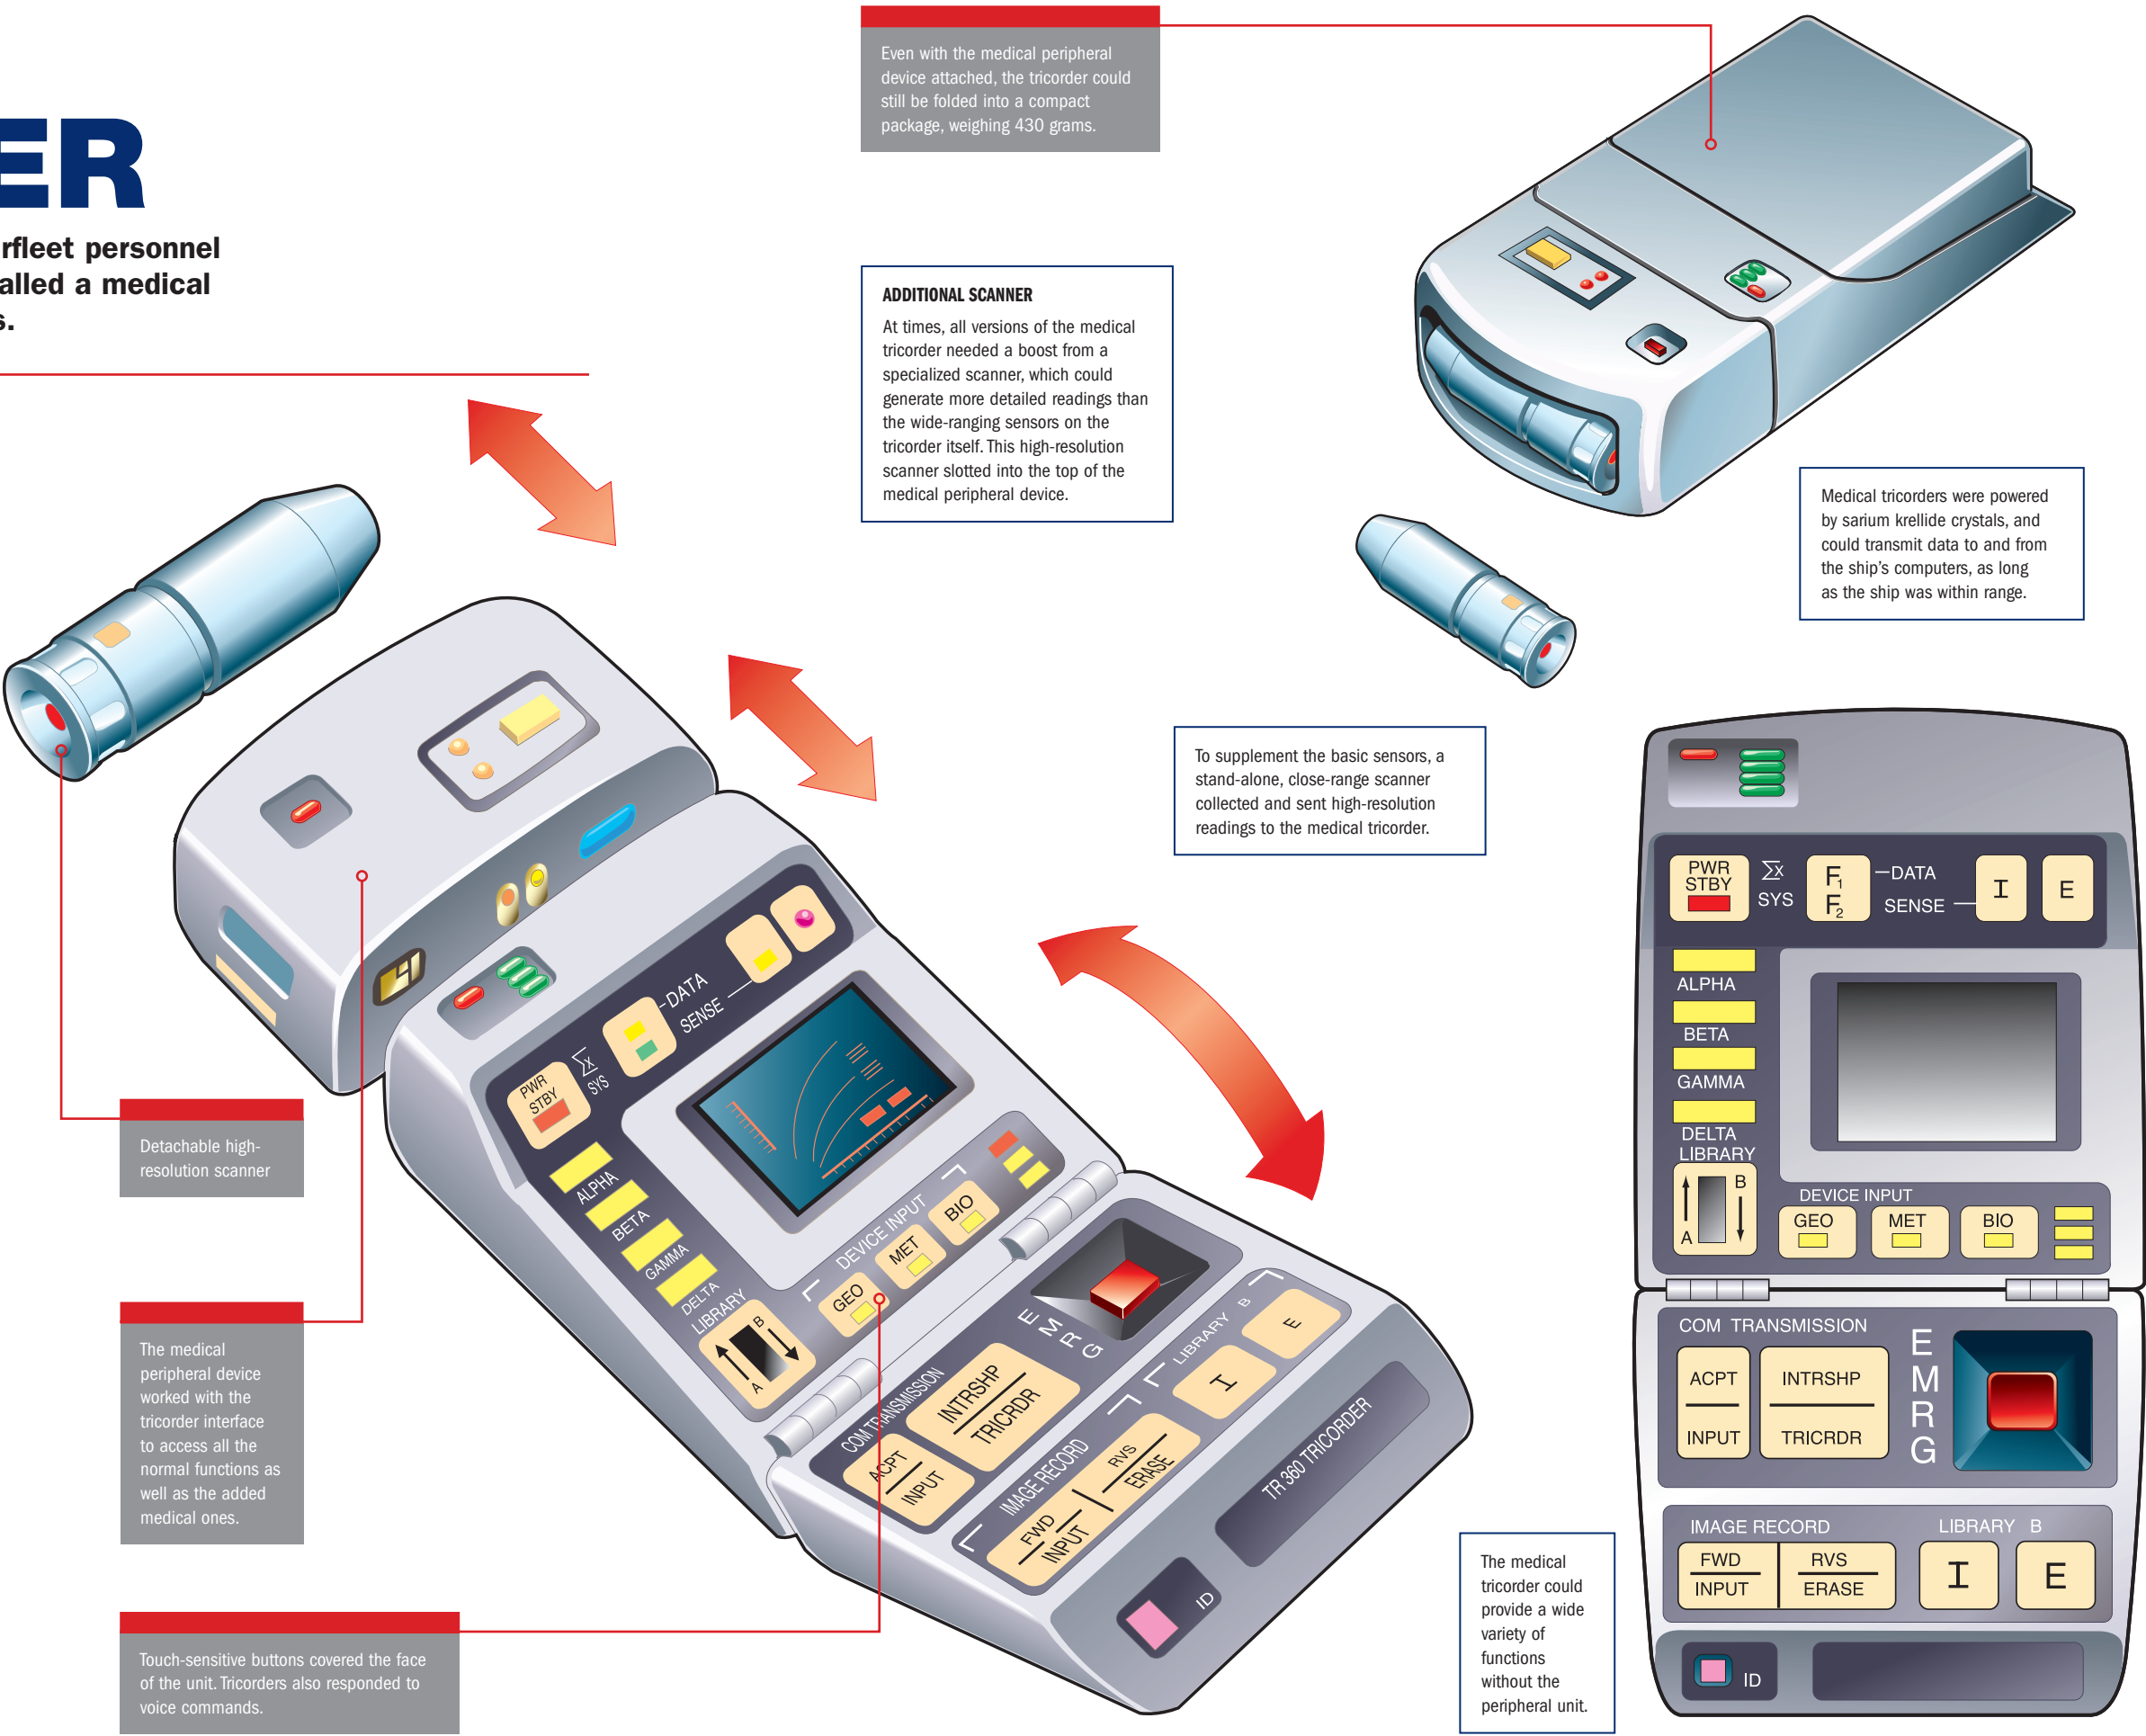 ER
rfleet personnel
alled a medical
s.
Even with the medical peripheral
device attached, the tricorder could
still be folded into a compact
package, weighing 430 grams.
ADDITIONAL SCANNER
At times, all versions of the medical
tricorder needed a boost from a
specialized scanner, which could
generate more detailed readings than
the wide-ranging sensors on the
tricorder itself. This high-resolution
scanner slotted into the top of the
medical peripheral device.
Medical tricorders were powered
by sarium krellide crystals, and
could transmit data to and from
the ship's computers, as long
as the ship was within range.
To supplement the basic sensors, a
stand-alone, close-range scanner
collected and sent high-resolution
readings to the medical tricorder.
Detachable high-
resolution scanner
The medical
peripheral device
worked with the
tricorder interface
to access all the
normal functions as
well as the added
medical ones.
Touch-sensitive buttons covered the face
of the unit. Tricorders also responded to
voice commands.
The medical
tricorder could
provide a wide
variety of
functions
without the
peripheral unit.
PWR
STBY
Σx
SYS
DATA
SENSE
ALPHA
BETA
GAMMA
DELTA
LIBRARY
A
B
DEVICE INPUT
GEO
MET
BIO
EMRG
COM TRANSMISSION
ACPT
INPUT
INTRSHP
TRICRDR
IMAGE RECORD
FWD
INPUT
RVS
ERASE
LIBRARY B
I
E
TR 360 TRICORDER
ID
PWR
STBY
Σx
SYS
F1
F2
DATA
SENSE
I
E
ALPHA
BETA
GAMMA
DELTA
LIBRARY
A
B
DEVICE INPUT
GEO
MET
BIO
COM TRANSMISSION
ACPT
INPUT
INTRSHP
TRICRDR
E
M
R
G
IMAGE RECORD
FWD
INPUT
RVS
ERASE
LIBRARY B
I
E
ID